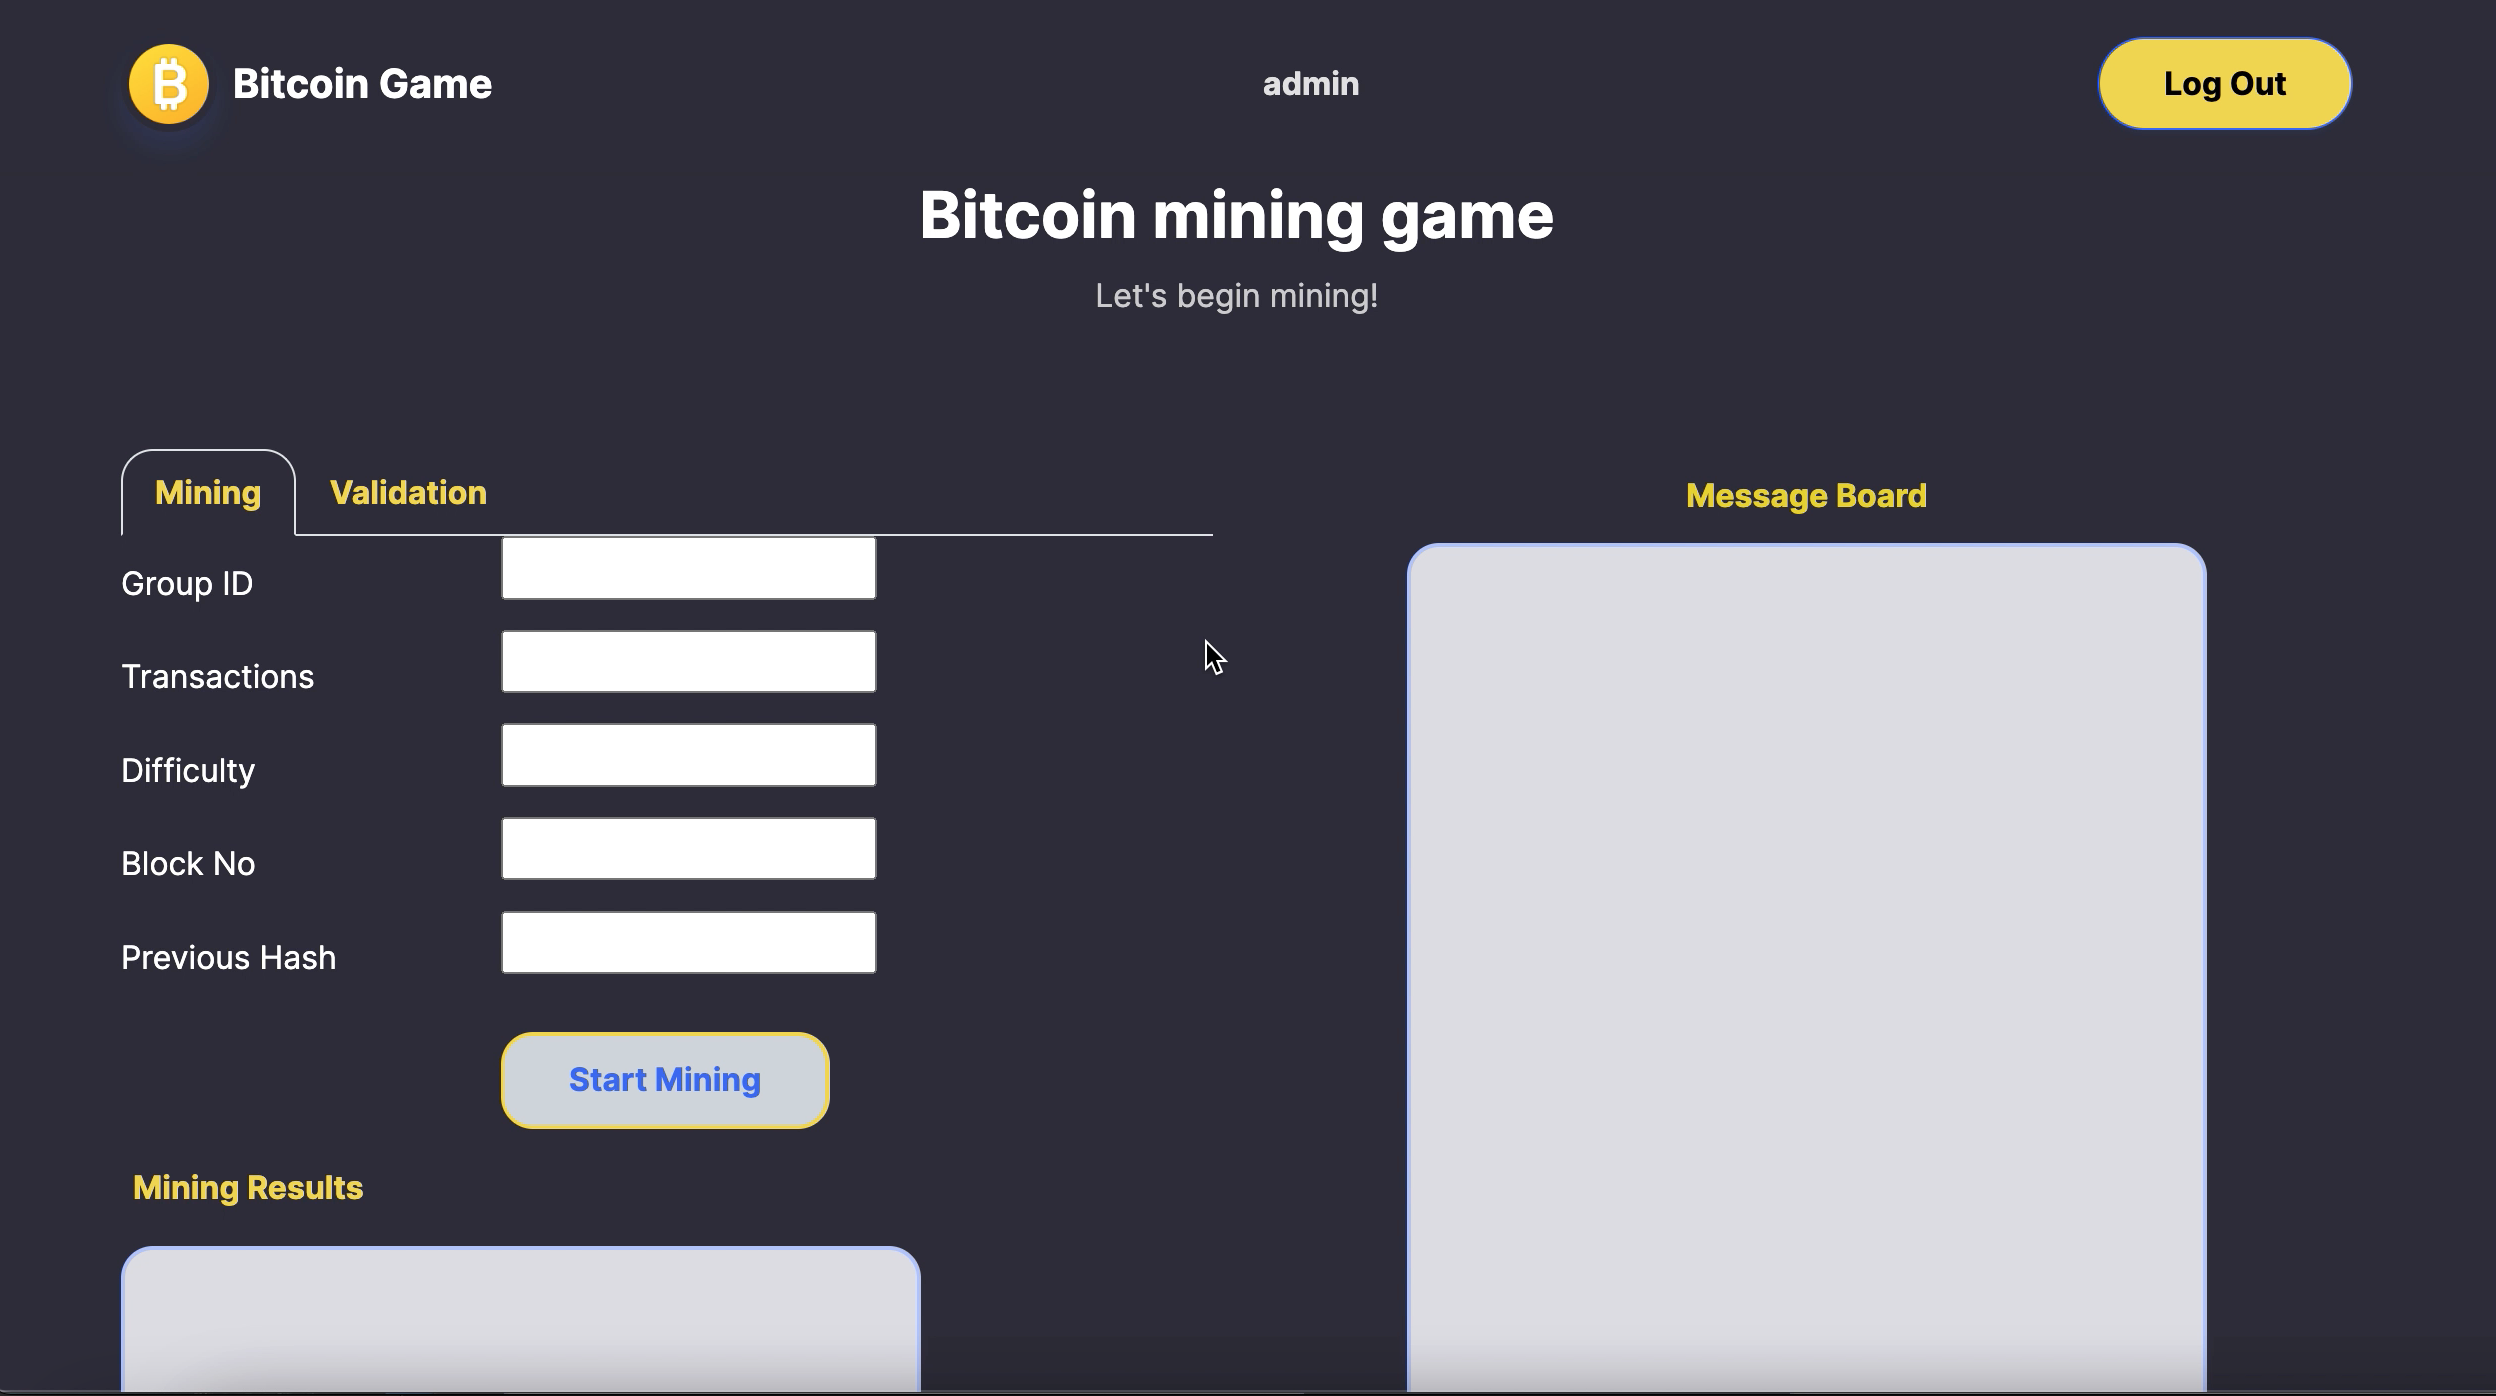 Bitcoin Game
admin
Log Out
Bitcoin mining game
Let's begin mining!
Mining
Validation
Group ID
Transactions
Difficulty
Block No
Previous Hash
Start Mining
Mining Results
Message Board